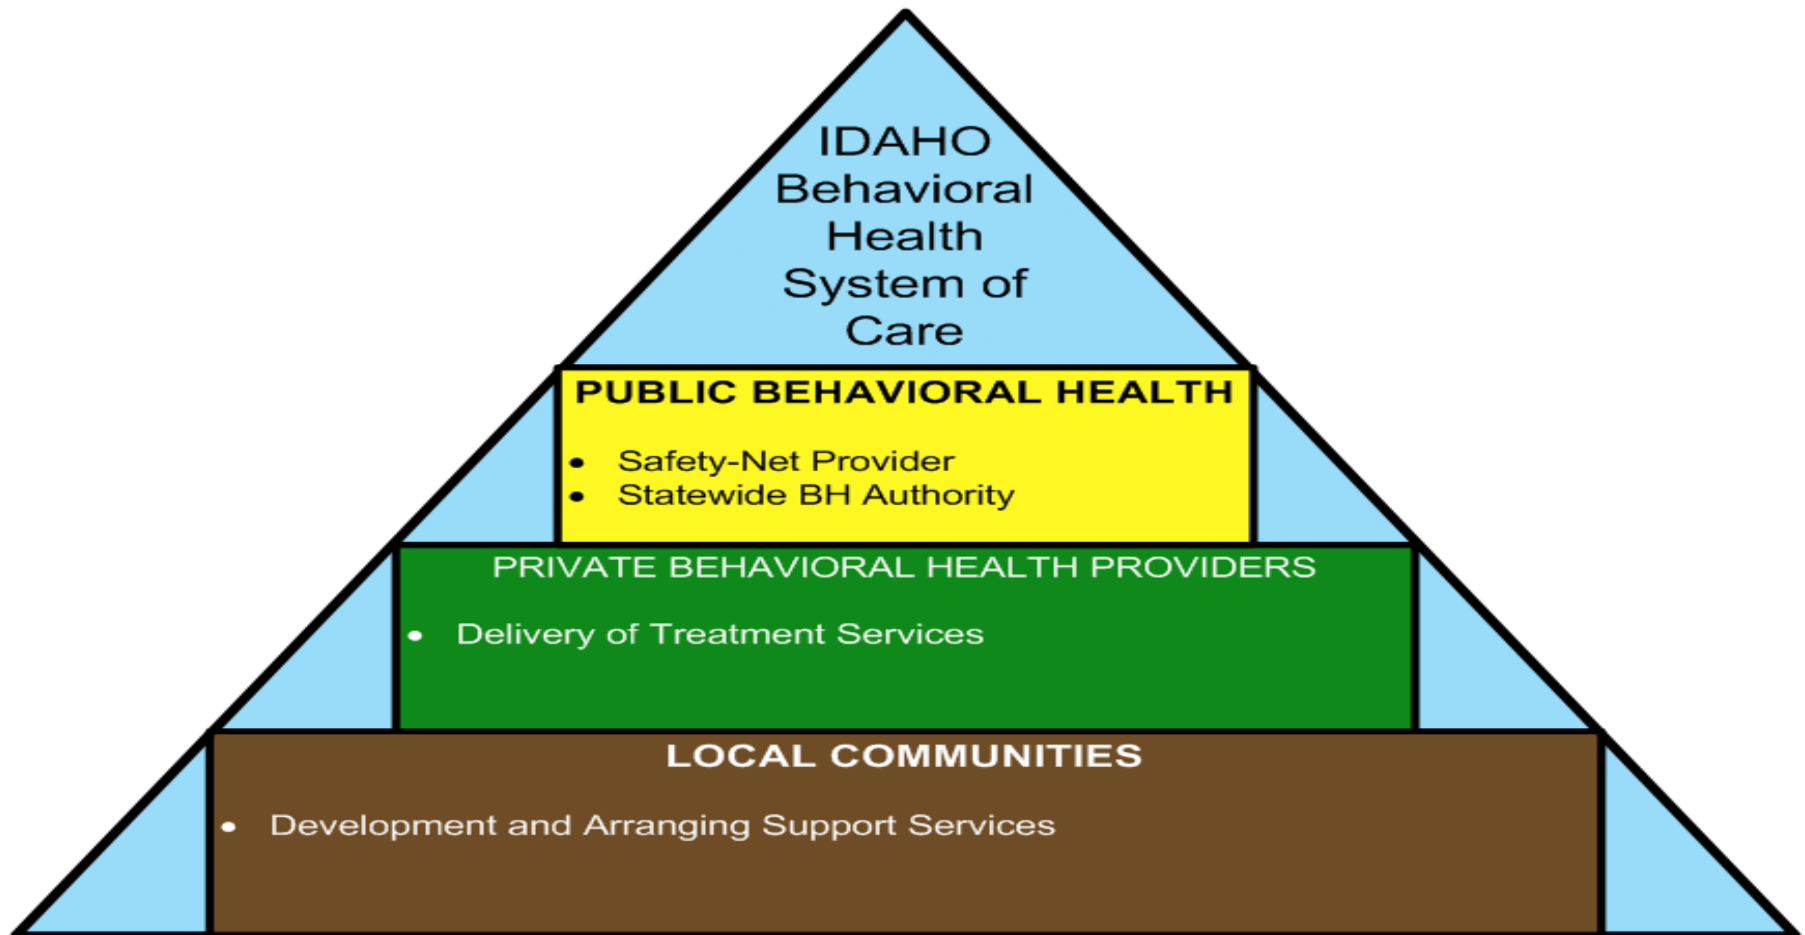 IDAHO
Behavioral
Health
System of
Care
PUBLIC BEHAVIORAL HEALTH
• Safety-Net Provider
• Statewide BH Authority
PRIVATE BEHAVIORAL HEALTH PROVIDERS
• Delivery of Treatment Services
LOCAL COMMUNITIES
• Development and Arranging Support Services